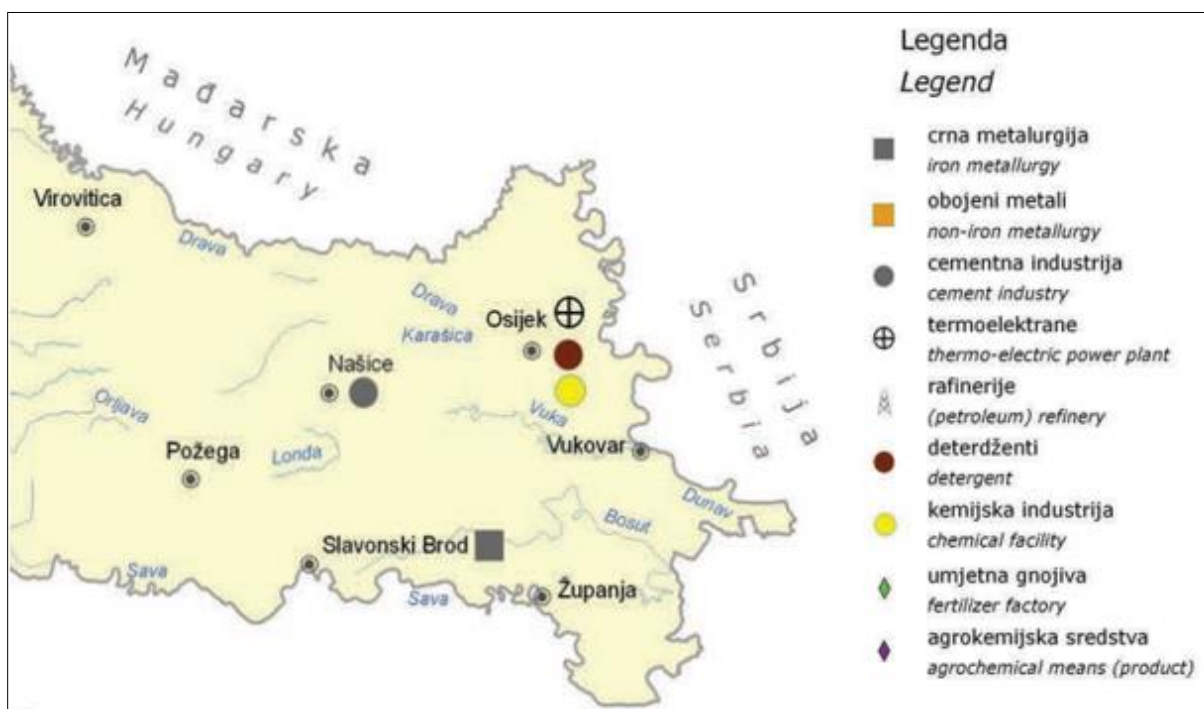 Mađarska
Hungary
Virovitica
Drava
Drava
Karašica
Osijek
Našice
Orljava
Požega
Londa
Vuka
Vukovar
Srbija
Serbia
Dunav
Bosut
Slavonski Brod
Sava
Sava
Županja
Legenda
Legend
crna metalurgija
iron metallurgy
obojeni metali
non-iron metallurgy
cementna industrija
cement industry
termoelektrane
thermo-electric power plant
rafinerije
(petroleum) refinery
deterdženti
detergent
kemijska industrija
chemical facility
umjetna gnojiva
fertilizer factory
agrokemijska sredstva
agrochemical means (product)